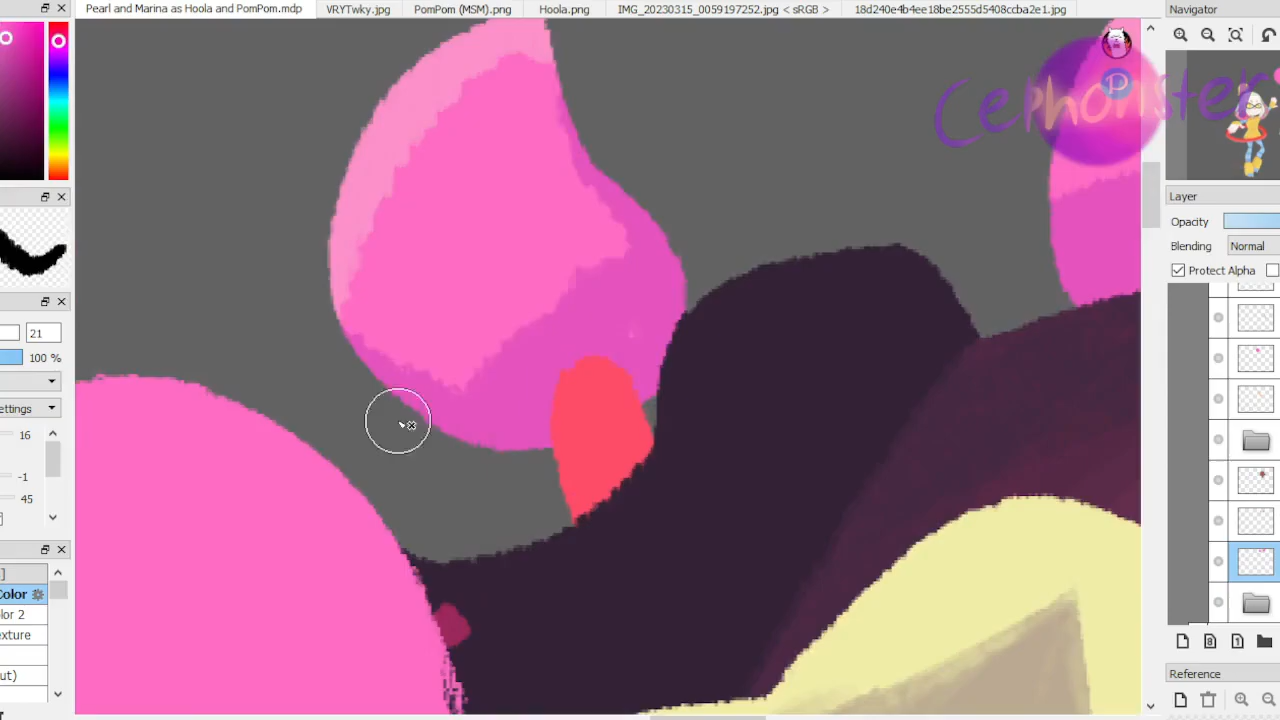 Pearl and Marina as Hoola and PomPom.mdp
VRYTwky.jpg
PomPom (MSM).png
Hoola.png
IMG_20230315_0059197252.jpg < sRGB >
18d240e4b4ee18be2555d5408ccba2e1.jpg
Navigator
Cephonster
P
Layer
Opacity
Blending Normal
Protect Alpha
21
100 %
ettings
16
-1
45
]
Color
lor 2
exture
ut)
Reference